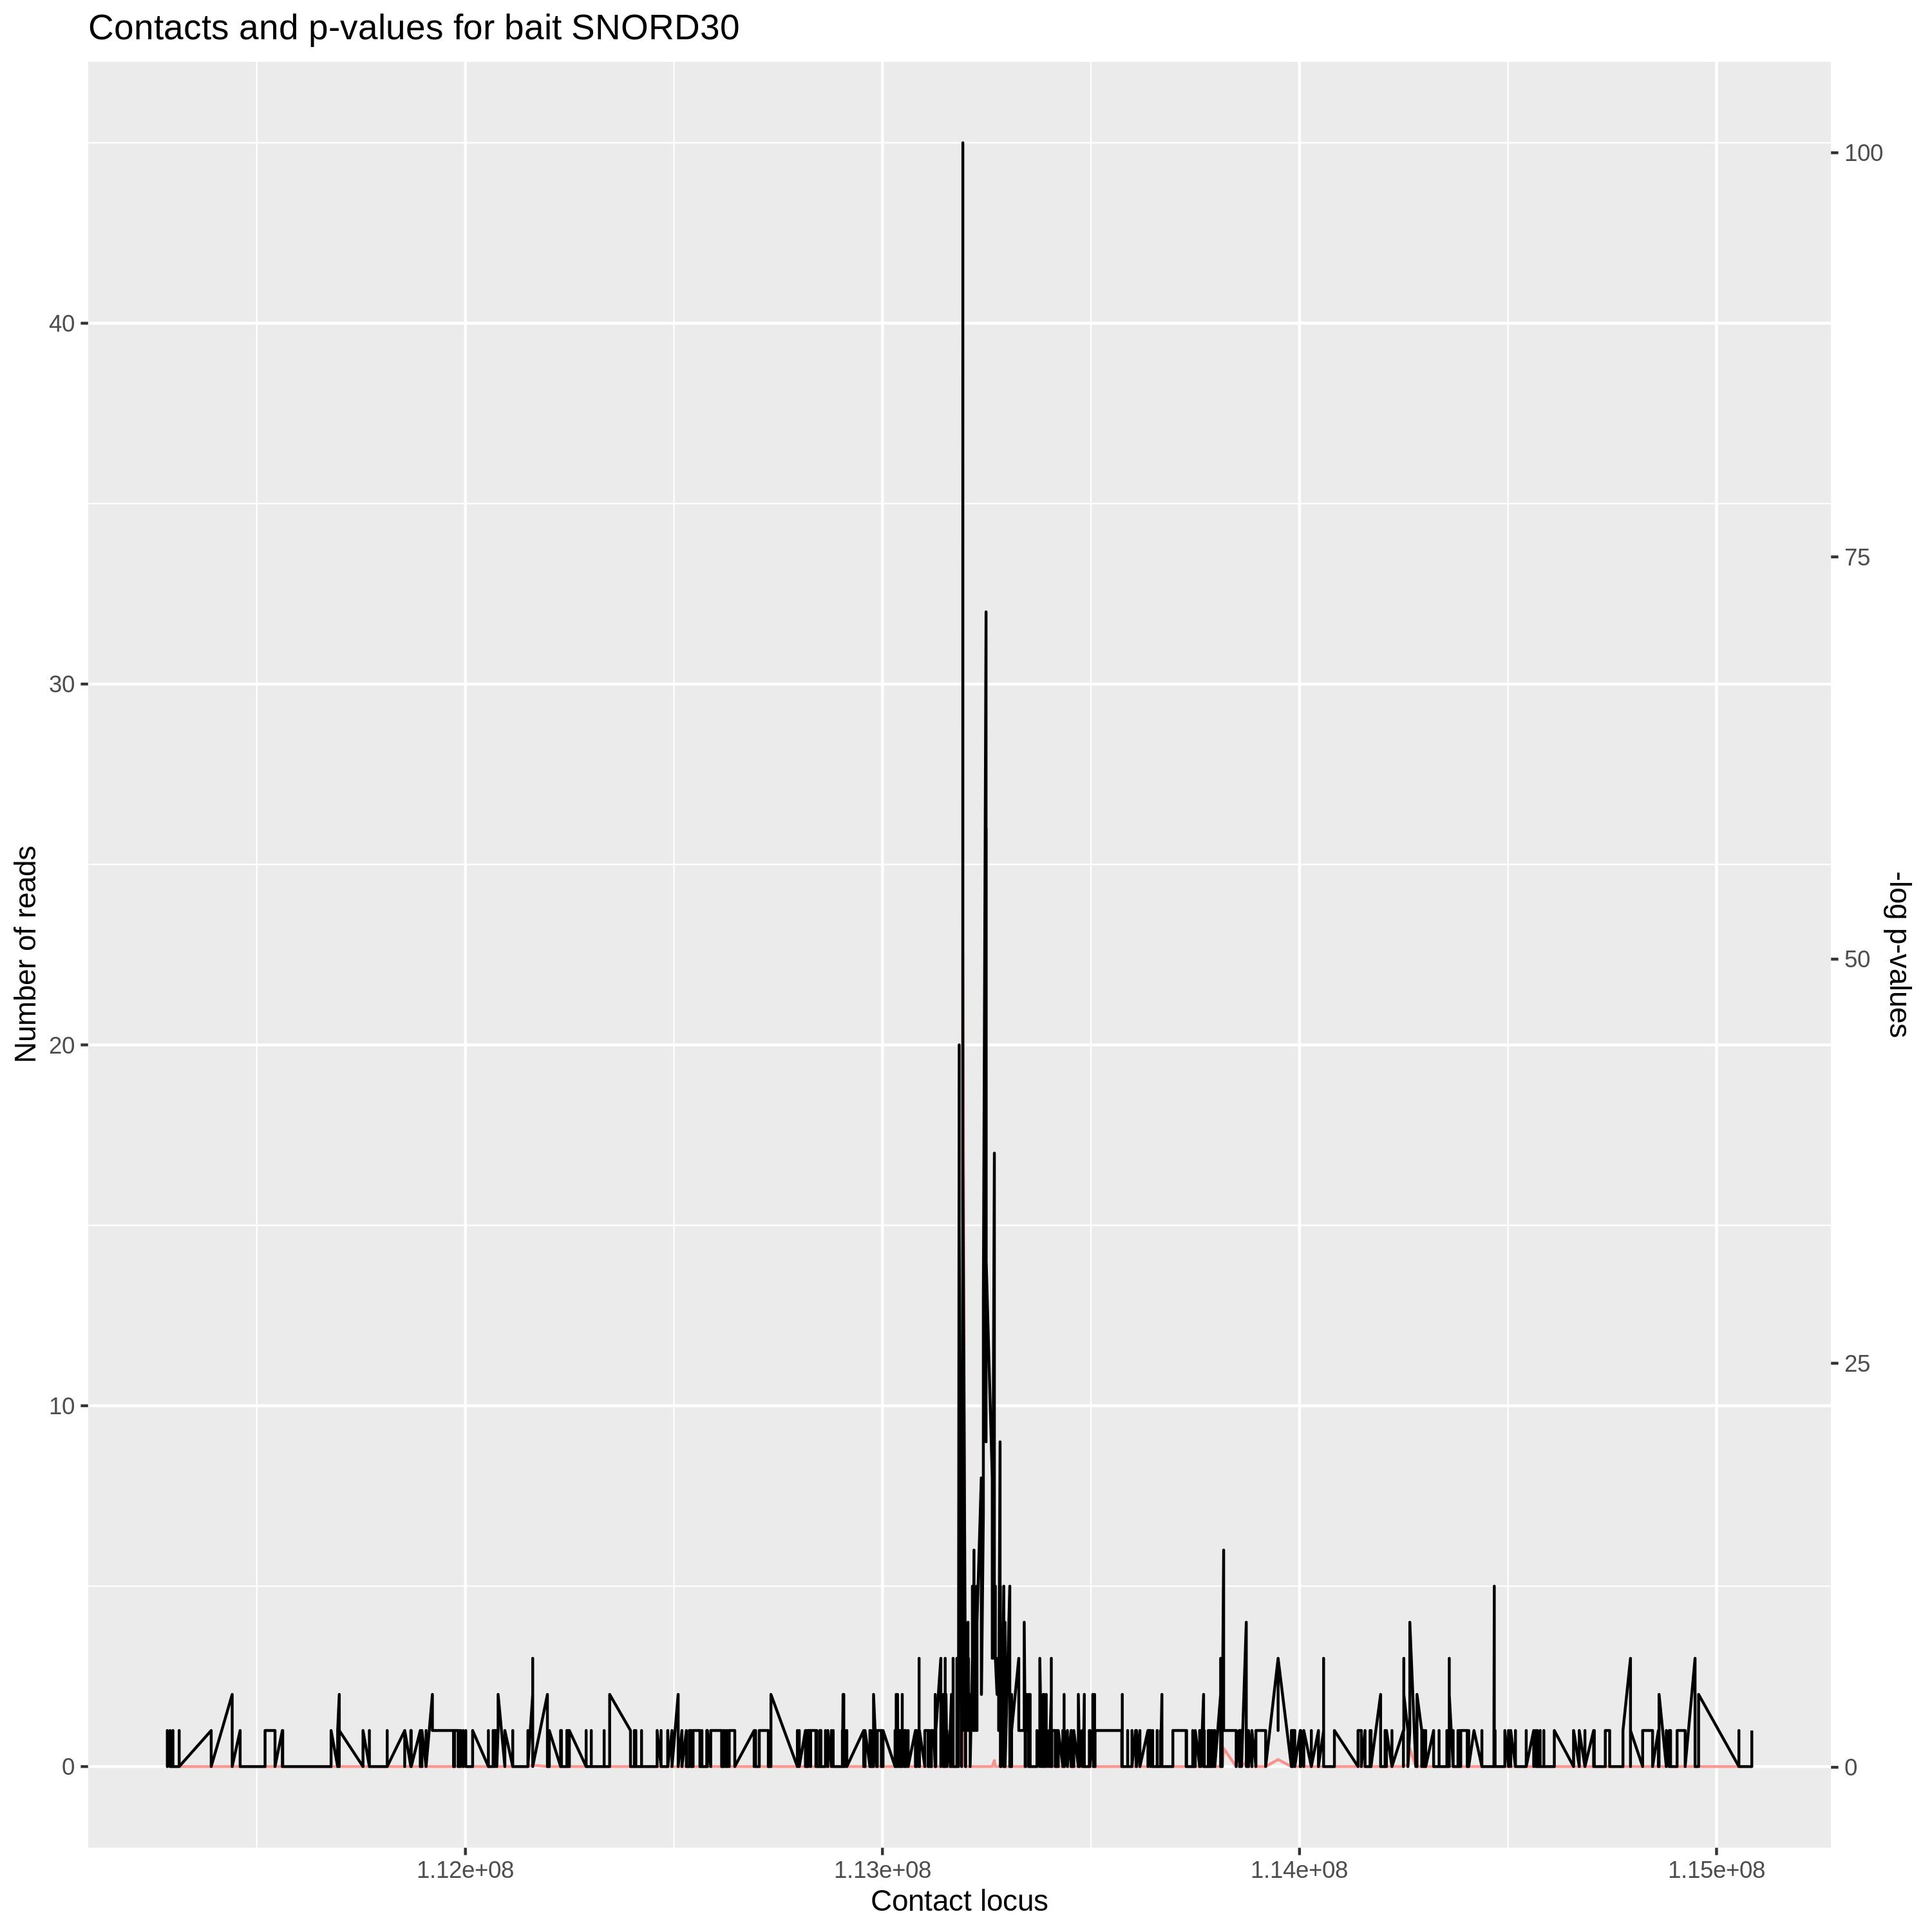 Contacts and p-values for bait SNORD30
Number of reads
40
30
20
10
0
100
75
50
25
0
-log p-values
1.12e+08
1.13e+08
1.14e+08
1.15e+08
Contact locus